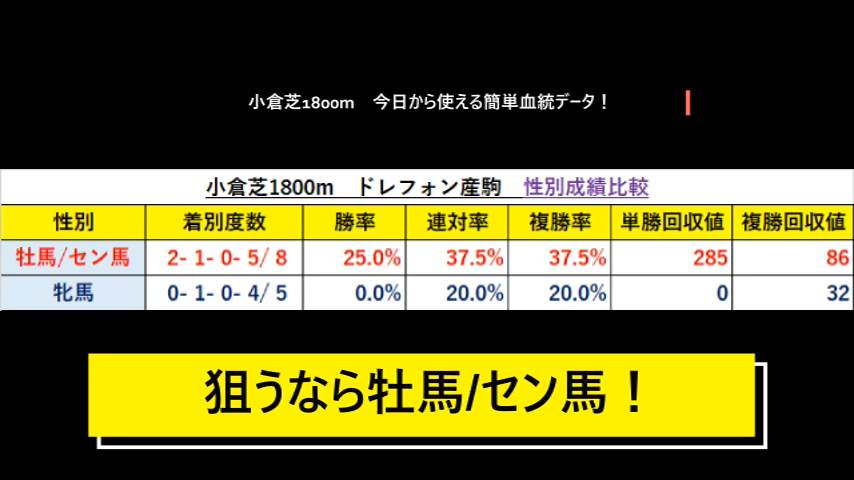 小倉芝1800m 今日から使える簡単血統データ！
小倉芝1800m ドレフォン産駒 性別成績比較
性別 着別度数 勝率 連対率 複勝率 単勝回収値 複勝回収値
牡馬/セン馬 2- 1- 0- 5/ 8 25.0% 37.5% 37.5% 285 86
牝馬 0- 1- 0- 4/ 5 0.0% 20.0% 20.0% 0 32
狙うなら牡馬/セン馬！